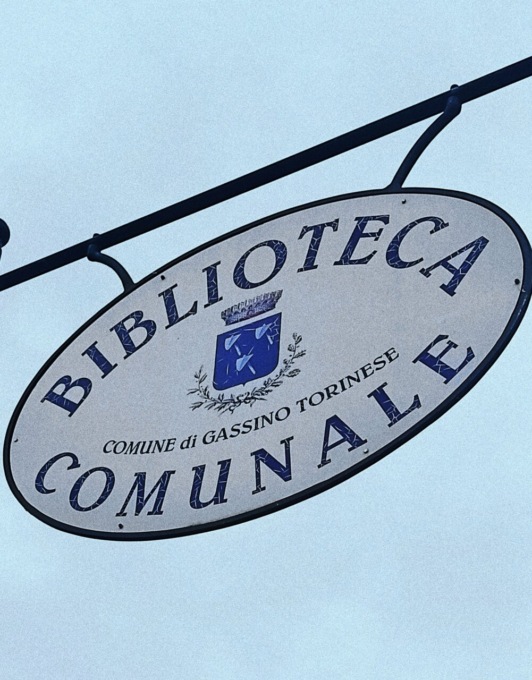 BIBLIOTECA
COMUNE di GASSINO TORINESE
COMUNALE